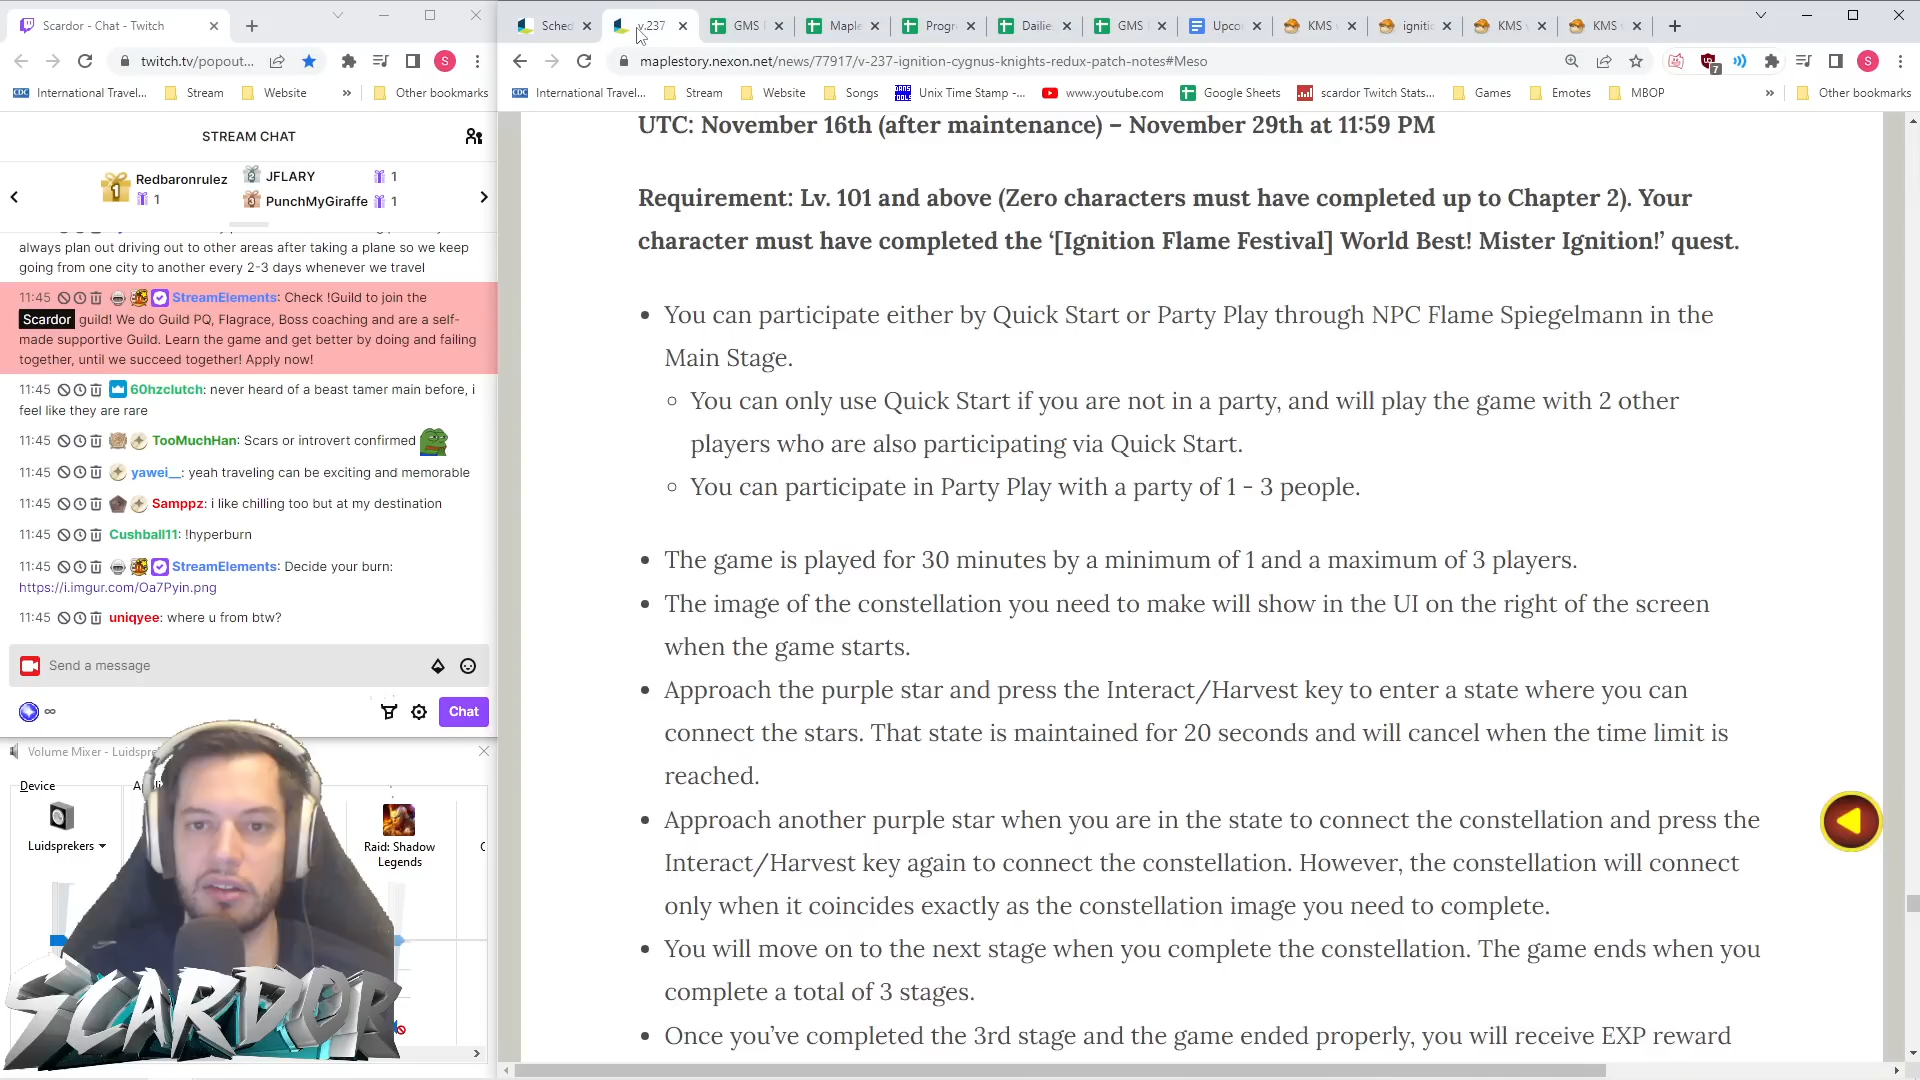 Scardor - Chat - Twitch
twitch.tv/popout...
International Travel...
Stream
Website
Other bookmarks
STREAM CHAT
Redbaronrulez
1
JFLARY 1
PunchMyGiraffe 1
always plan out driving out to other areas after taking a plane so we keep
going from one city to another every 2-3 days whenever we travel
11:45 StreamElements: Check !Guild to join the
Scardor guild! We do Guild PQ, Flagrace, Boss coaching and are a self-
made supportive Guild. Learn the game and get better by doing and failing
together, until we succeed together! Apply now!
11:45 60hzclutch: never heard of a beast tamer main before, i
feel like they are rare
11:45 TooMuchHan: Scars or introvert confirmed
11:45 yawei__: yeah traveling can be exciting and memorable
11:45 Samppz: i like chilling too but at my destination
11:45 Cushball11: !hyperburn
11:45 StreamElements: Decide your burn:
https://i.imgur.com/Oa7Pyin.png
11:45 uniqyee: where u from btw?
Send a message
Chat
Volume Mixer - Luidspre
Device
Luidsprekers
Raid: Shadow
Legends
SCARDOR
Sched
v.237
GMS
Maple
Progr
Dailie
GMS
Upco
KMS
igniti
KMS
KMS
maplestory.nexon.net/news/77917/v-237-ignition-cygnus-knights-redux-patch-notes#Meso
7
International Travel...
Stream
Website
Songs
Unix Time Stamp -...
www.youtube.com
Google Sheets
scardor Twitch Stats...
Games
Emotes
MBOP
Other bookmarks
UTC: November 16th (after maintenance) – November 29th at 11:59 PM
Requirement: Lv. 101 and above (Zero characters must have completed up to Chapter 2). Your
character must have completed the ‘[Ignition Flame Festival] World Best! Mister Ignition!’ quest.
You can participate either by Quick Start or Party Play through NPC Flame Spiegelmann in the
Main Stage.
You can only use Quick Start if you are not in a party, and will play the game with 2 other
players who are also participating via Quick Start.
You can participate in Party Play with a party of 1 - 3 people.
The game is played for 30 minutes by a minimum of 1 and a maximum of 3 players.
The image of the constellation you need to make will show in the UI on the right of the screen
when the game starts.
Approach the purple star and press the Interact/Harvest key to enter a state where you can
connect the stars. That state is maintained for 20 seconds and will cancel when the time limit is
reached.
Approach another purple star when you are in the state to connect the constellation and press the
Interact/Harvest key again to connect the constellation. However, the constellation will connect
only when it coincides exactly as the constellation image you need to complete.
You will move on to the next stage when you complete the constellation. The game ends when you
complete a total of 3 stages.
Once you’ve completed the 3rd stage and the game ended properly, you will receive EXP reward